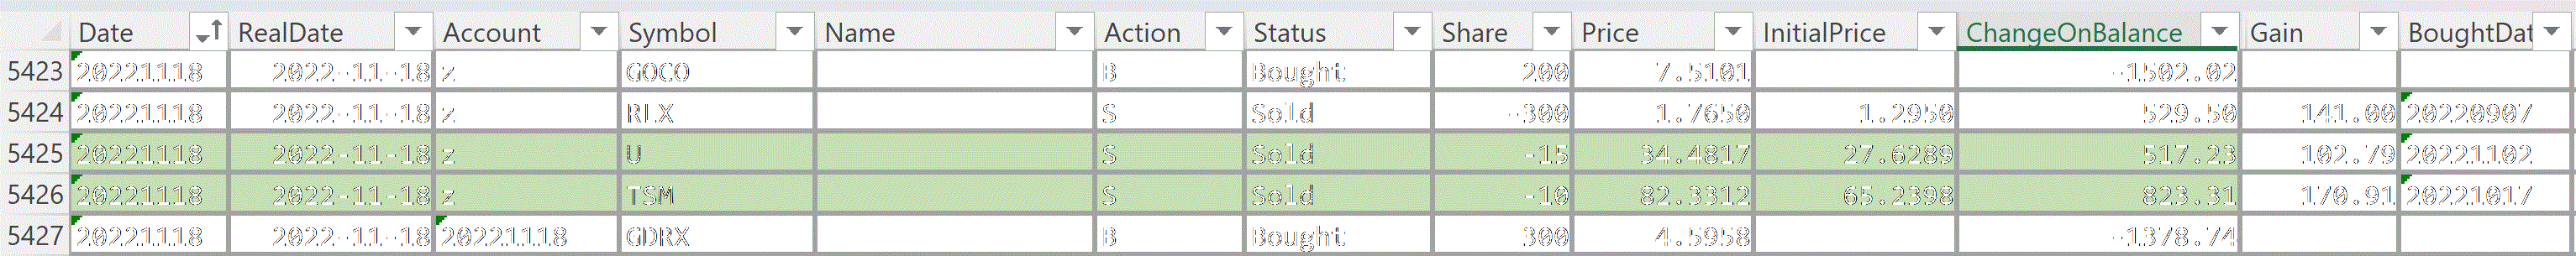 Date RealDate Account Symbol Name Action Status Share Price InitialPrice ChangeOnBalance Gain BoughtDat
5423 20221118 2022-11-18 z GOCO B Bought 200 7.5101 -1502.02
5424 20221118 2022-11-18 z RLX S Sold -300 1.7650 1.2950 529.50 141.00 20220907
5425 20221118 2022-11-18 z U S Sold -15 34.4817 27.6289 517.23 102.79 20221102
5426 20221118 2022-11-18 z TSM S Sold -10 82.3312 65.2398 823.31 170.91 20221017
5427 20221118 2022-11-18 20221118 GDRX B Bought 300 4.5958 -1378.74